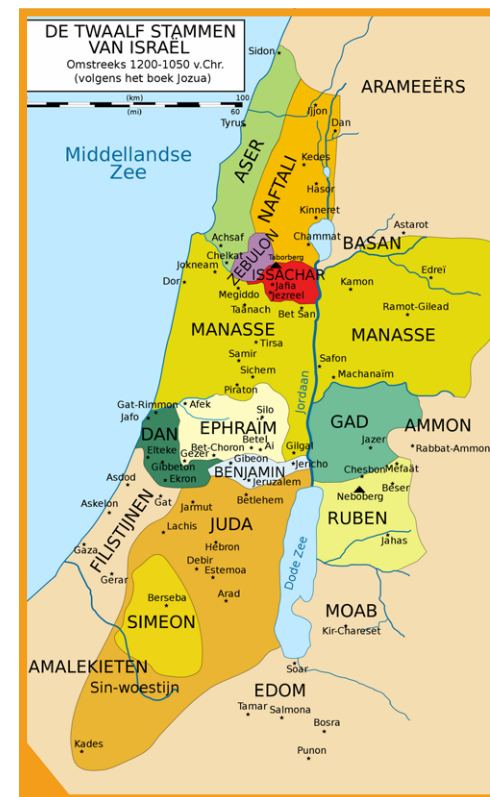 DE TWAALF STAMMEN
VAN ISRAËL
Omstreeks 1200-1050 v.Chr.
(volgens het boek Jozua)
(km)
100
(mi)
60
Sidon
ARAMEEËRS
Ijjon
Tyrus
Dan
Middellandse
Zee
ASER
NAFTALI
Kedes
Hasor
Kinneret
Astarot
Achsaf
Chammat
BASAN
Chelkat
ZEBULON
Taborberg
Jokneam
ISSACHAR
Edreï
Dor
Jafia
Kamon
Megiddo
Jezreel
Taänach
Bet San
Ramot-Gilead
MANASSE
MANASSE
Tirsa
Samir
Safon
Sichem
Machanaïm
Piraton
Jordaan
Gat-Rimmon
Afek
Jafo
Silo
DAN
EPHRAIM
GAD
AMMON
Betel
Elteke
Bet-Choron
Ai
Gilgal
Jazer
Rabbat-Ammon
Gezer
Gibeon
Gibbeton
BENJAMIN
Jericho
Chesbon
Mefaät
Ekron
Jeruzalem
Asdod
Beser
Neboberg
Gat
Betlehem
Askelon
Jarmut
FILISTIJNEN
JUDA
RUBEN
Lachis
Jahas
Hebron
Gaza
Dode Zee
Debir
Estemoa
Gerar
Arad
Berseba
MOAB
SIMEON
Kir-Chareset
AMALEKIETEN
Soar
Sin-woestijn
EDOM
Tamar
Salmona
Bosra
Kades
Punon